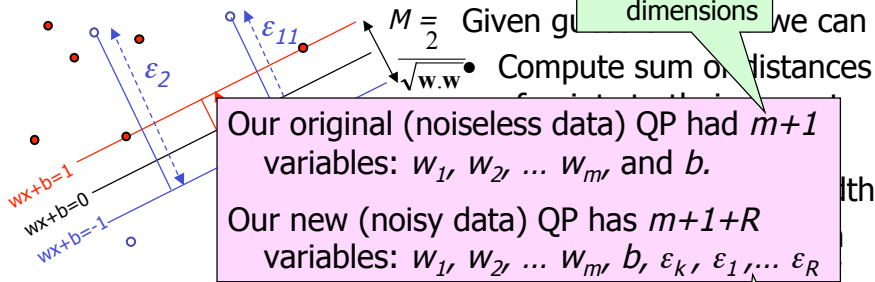 dimensions
M =
2
√w.w
Given gu
we can
• Compute sum of distances
ε2
ε11
Our original (noiseless data) QP had m+1
variables: w1, w2, … wm, and b.
dth
Our new (noisy data) QP has m+1+R
variables: w1, w2, … wm, b, εk , ε1,… εR
wx+b=1
wx+b=0
wx+b=-1